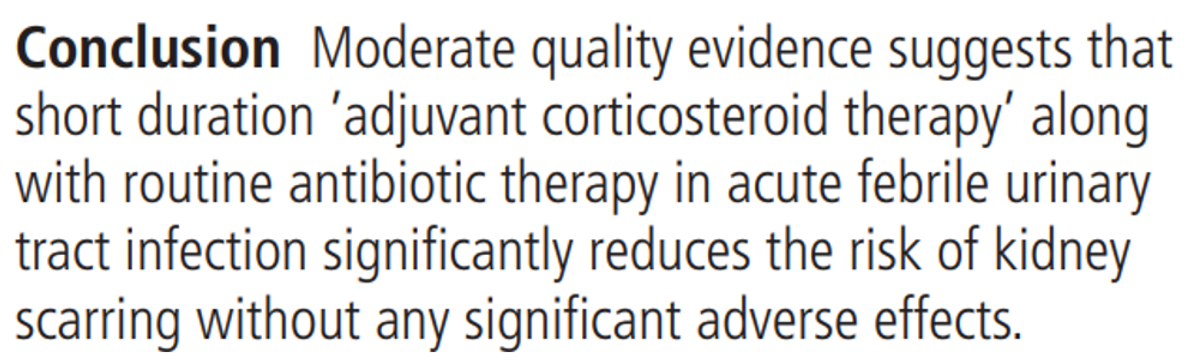 Conclusion Moderate quality evidence suggests that
short duration ’adjuvant corticosteroid therapy’ along
with routine antibiotic therapy in acute febrile urinary
tract infection significantly reduces the risk of kidney
scarring without any significant adverse effects.